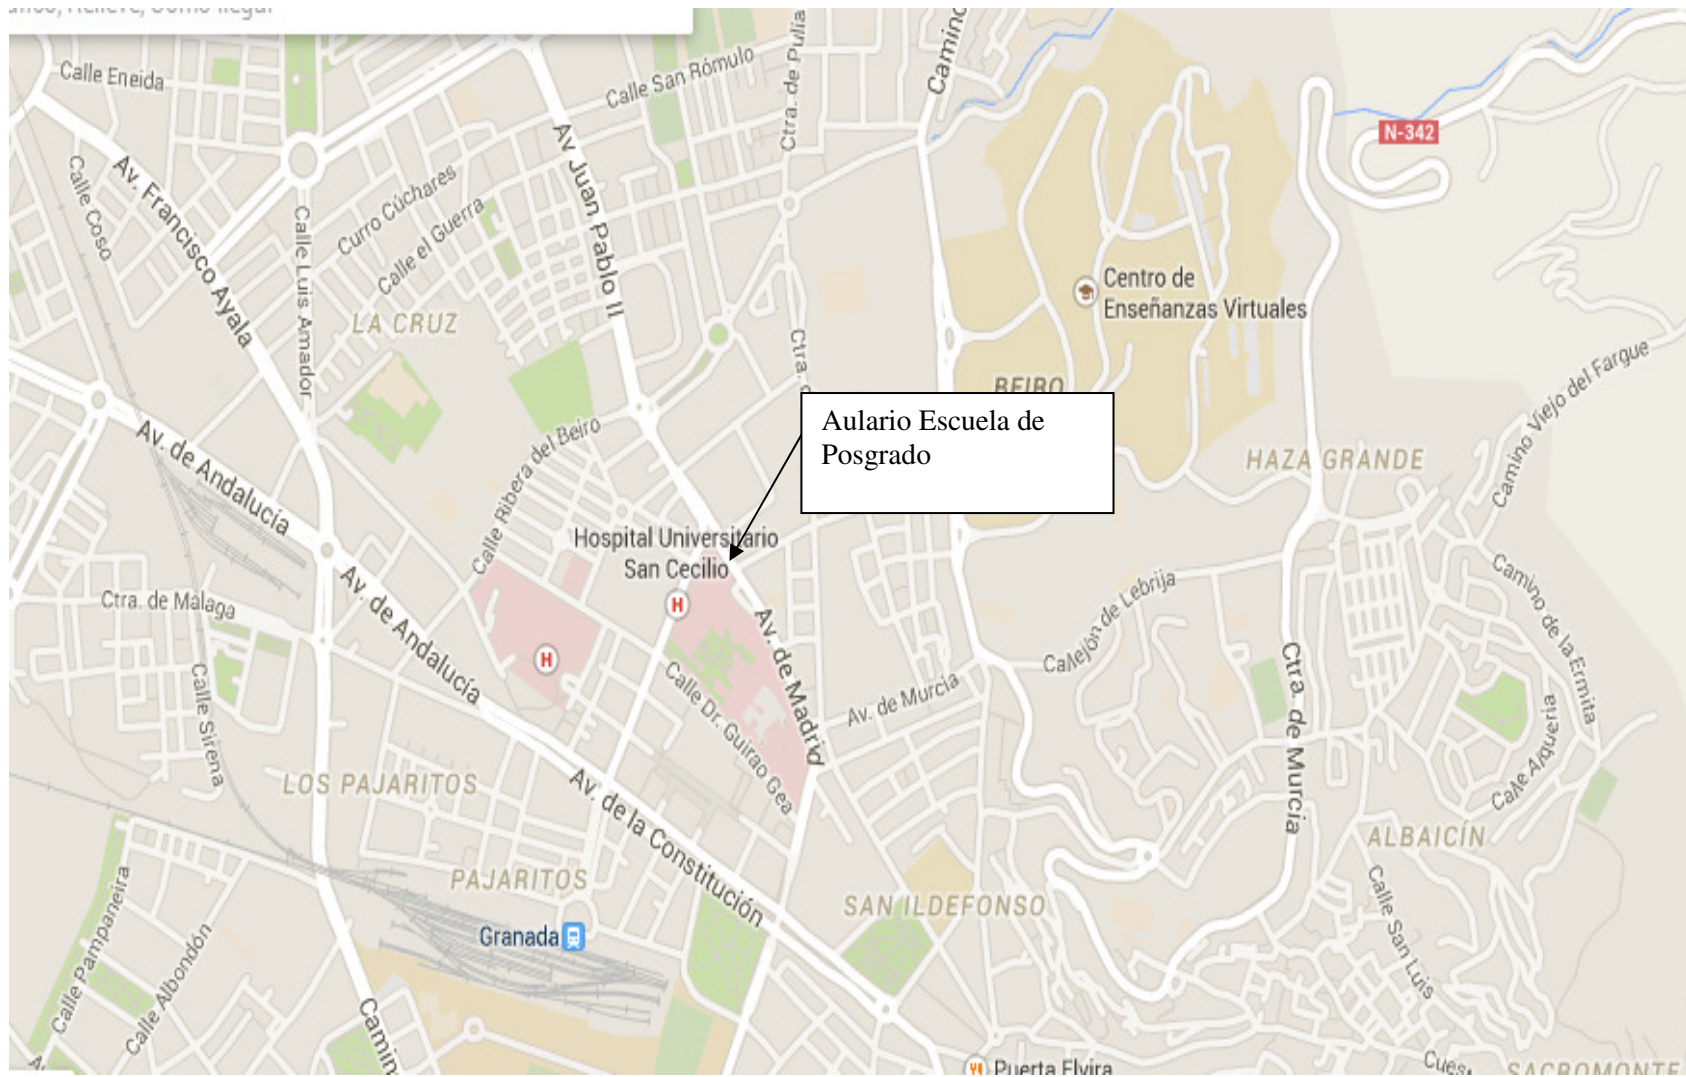 Calle Eneida
Calle San Rómulo
Ctra. de Pulia
Camino
N-342
Av. Francisco Ayala
Calle Coso
Calle Luis Amador
Curro Cúchares
Calle el Guerra
Av Juan Pablo II
LA CRUZ
Centro de
Enseñanzas Virtuales
Ctra.
BEIRO
Aulario Escuela de
Posgrado
Camino Viejo del Fargue
HAZA GRANDE
Av. de Andalucía
Calle Ribera del Beiro
Hospital Universitario
San Cecilio
H
H
Ctra. de Málaga
Av. de Andalucía
Calle Sirena
Calle Dr. Guirao Gea
Av. de Madrid
Av. de Murcia
Callejón de Lebrija
Ctra. de Murcia
Camino de la Ermita
Calle Alquería
LOS PAJARITOS
Av. de la Constitución
PAJARITOS
Granada
SAN ILDEFONSO
ALBAICÍN
Calle San Luis
Calle Pampaneira
Calle Albondón
Camin
Puerta Elvira
Cues
SACROMONTE